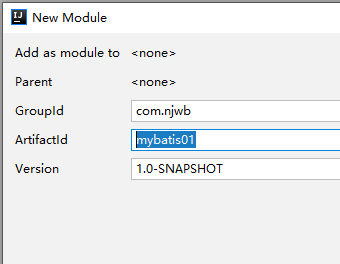 New Module
Add as module to <none>
Parent <none>
GroupId com.njwb
ArtifactId mybatis01
Version 1.0-SNAPSHOT